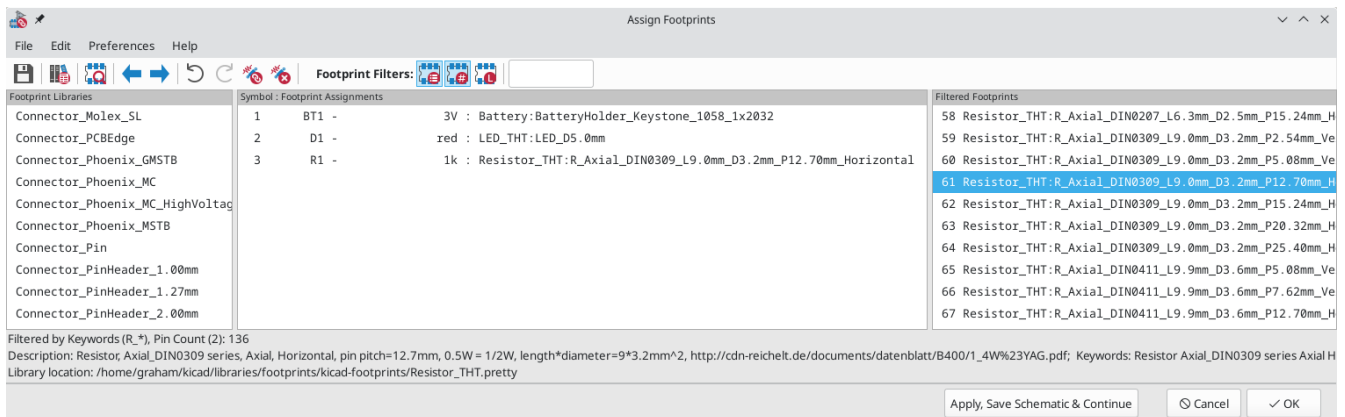 Assign Footprints
File Edit Preferences Help
Footprint Filters:
Footprint Libraries
Connector_Molex_SL
Connector_PCBEdge
Connector_Phoenix_GMSTB
Connector_Phoenix_MC
Connector_Phoenix_MC_HighVoltag
Connector_Phoenix_MSTB
Connector_Pin
Connector_PinHeader_1.00mm
Connector_PinHeader_1.27mm
Connector_PinHeader_2.00mm
Symbol : Footprint Assignments
1 BT1 - 3V : Battery:BatteryHolder_Keystone_1058_1x2032
2 D1 - red : LED_THT:LED_D5.0mm
3 R1 - 1k : Resistor_THT:R_Axial_DIN0309_L9.0mm_D3.2mm_P12.70mm_Horizontal
Filtered Footprints
58 Resistor_THT:R_Axial_DIN0207_L6.3mm_D2.5mm_P15.24mm_H
59 Resistor_THT:R_Axial_DIN0309_L9.0mm_D3.2mm_P2.54mm_Ve
60 Resistor_THT:R_Axial_DIN0309_L9.0mm_D3.2mm_P5.08mm_Ve
61 Resistor_THT:R_Axial_DIN0309_L9.0mm_D3.2mm_P12.70mm_H
62 Resistor_THT:R_Axial_DIN0309_L9.0mm_D3.2mm_P15.24mm_H
63 Resistor_THT:R_Axial_DIN0309_L9.0mm_D3.2mm_P20.32mm_H
64 Resistor_THT:R_Axial_DIN0309_L9.0mm_D3.2mm_P25.40mm_H
65 Resistor_THT:R_Axial_DIN0411_L9.9mm_D3.6mm_P5.08mm_Ve
66 Resistor_THT:R_Axial_DIN0411_L9.9mm_D3.6mm_P7.62mm_Ve
67 Resistor_THT:R_Axial_DIN0411_L9.9mm_D3.6mm_P12.70mm_H
Filtered by Keywords (R_*), Pin Count (2): 136
Description: Resistor, Axial_DIN0309 series, Axial, Horizontal, pin pitch=12.7mm, 0.5W = 1/2W, length*diameter=9*3.2mm^2, http://cdn-reichelt.de/documents/datenblatt/B400/1_4W%23YAG.pdf; Keywords: Resistor Axial_DIN0309 series Axial H
Library location: /home/graham/kicad/libraries/footprints/kicad-footprints/Resistor_THT.pretty
Apply, Save Schematic & Continue Cancel OK